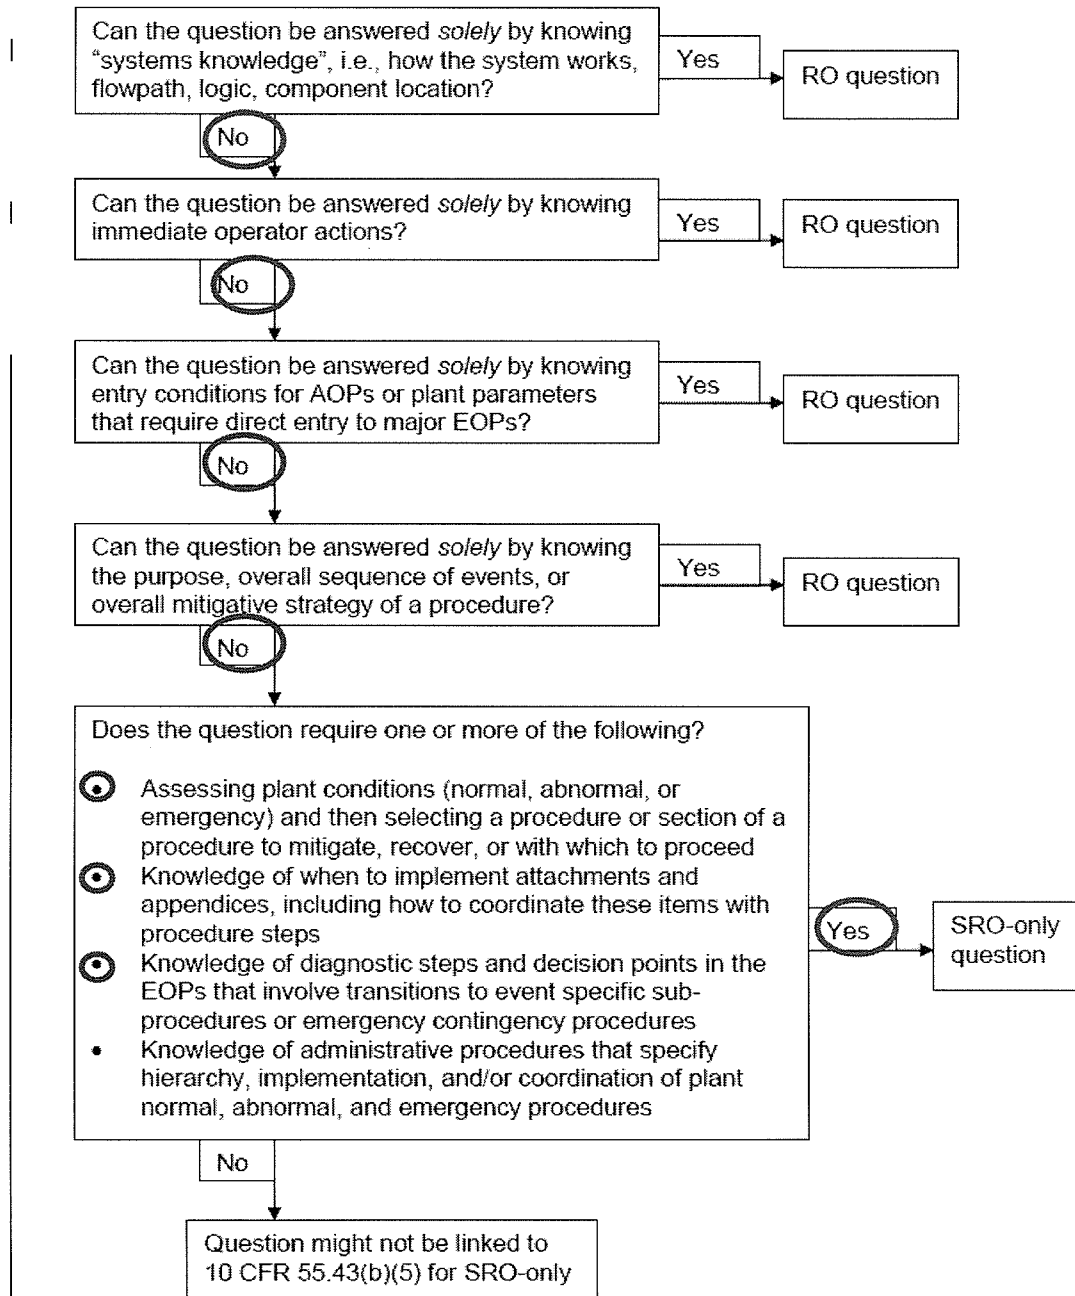 Can the question be answered solely by knowing
"systems knowledge", i.e., how the system works,
flowpath, logic, component location?
Yes
RO question
No
Can the question be answered solely by knowing
immediate operator actions?
Yes
RO question
No
Can the question be answered solely by knowing
entry conditions for AOPs or plant parameters
that require direct entry to major EOPs?
Yes
RO question
No
Can the question be answered solely by knowing
the purpose, overall sequence of events, or
overall mitigative strategy of a procedure?
Yes
RO question
No
Does the question require one or more of the following?
• Assessing plant conditions (normal, abnormal, or
emergency) and then selecting a procedure or section of a
procedure to mitigate, recover, or with which to proceed
• Knowledge of when to implement attachments and
appendices, including how to coordinate these items with
procedure steps
• Knowledge of diagnostic steps and decision points in the
EOPs that involve transitions to event specific sub-
procedures or emergency contingency procedures
• Knowledge of administrative procedures that specify
hierarchy, implementation, and/or coordination of plant
normal, abnormal, and emergency procedures
Yes
SRO-only
question
No
Question might not be linked to
10 CFR 55.43(b)(5) for SRO-only